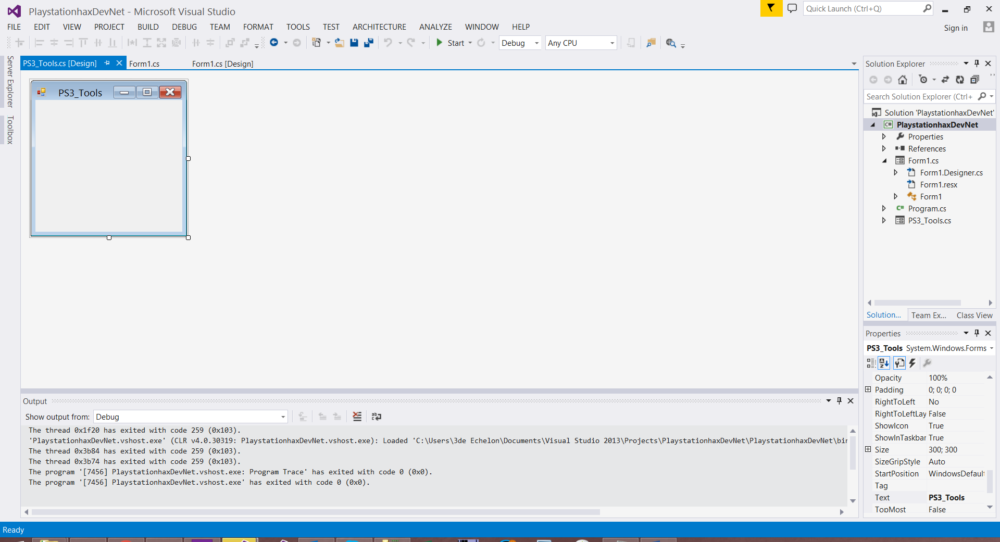 PlaystationhaxDevNet - Microsoft Visual Studio
Quick Launch (Ctrl+Q)
FILE EDIT VIEW PROJECT BUILD DEBUG TEAM FORMAT TOOLS TEST ARCHITECTURE ANALYZE WINDOW HELP
Sign in
Start Debug Any CPU
Server Explorer
Toolbox
PS3_Tools.cs [Design] Form1.cs Form1.cs [Design]
PS3_Tools
Solution Explorer
Search Solution Explorer (Ctrl+
Solution 'PlaystationhaxDevNet'
C# PlaystationhaxDevNet
Properties
References
Form1.cs
Form1.Designer.cs
Form1.resx
Form1
C# Program.cs
PS3_Tools.cs
Solution... Team Ex... Class View
Properties
PS3_Tools System.Windows.Forms
Opacity 100%
Padding 0; 0; 0; 0
RightToLeft No
RightToLeftLay False
ShowIcon True
ShowInTaskbar True
Size 300; 300
SizeGripStyle Auto
StartPosition WindowsDefault
Tag
Text PS3_Tools
TopMost False
Output
Show output from: Debug
The thread 0x1f20 has exited with code 259 (0x103).
'PlaystationhaxDevNet.vshost.exe' (CLR v4.0.30319: PlaystationhaxDevNet.vshost.exe): Loaded 'C:\Users\3de Echelon\Documents\Visual Studio 2013\Projects\PlaystationhaxDevNet\PlaystationhaxDevNet\bin
The thread 0x3b84 has exited with code 259 (0x103).
The thread 0x3b74 has exited with code 259 (0x103).
The program '[7456] PlaystationhaxDevNet.vshost.exe: Program Trace' has exited with code 0 (0x0).
The program '[7456] PlaystationhaxDevNet.vshost.exe' has exited with code 0 (0x0).
Ready